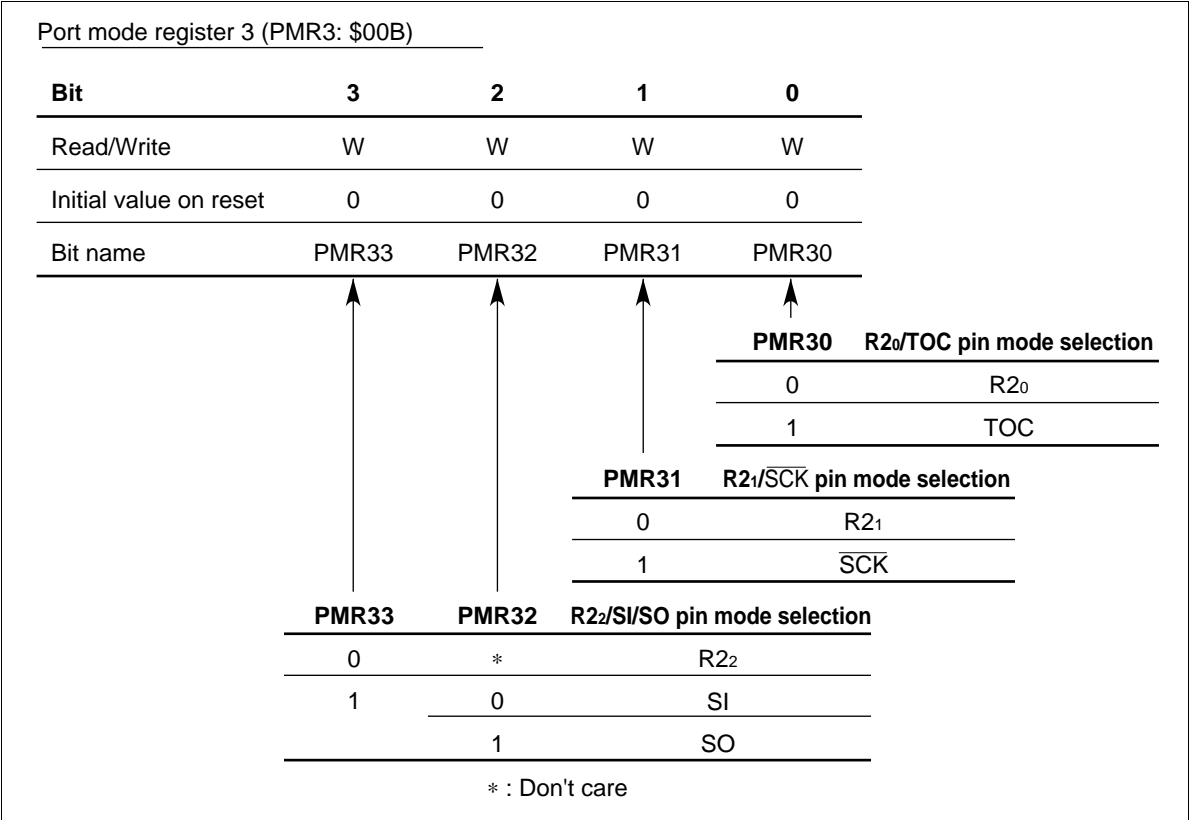 Port mode register 3 (PMR3: $00B)
Bit 3 2 1 0
Read/Write W W W W
Initial value on reset 0 0 0 0
Bit name PMR33 PMR32 PMR31 PMR30
PMR30 R2₀/TOC pin mode selection
0 R2₀
1 TOC
PMR31 R2₁/S̅C̅K̅ pin mode selection
0 R2₁
1 S̅C̅K̅
PMR33 PMR32 R2₂/SI/SO pin mode selection
0 * R2₂
1 0 SI
1 SO
* : Don't care